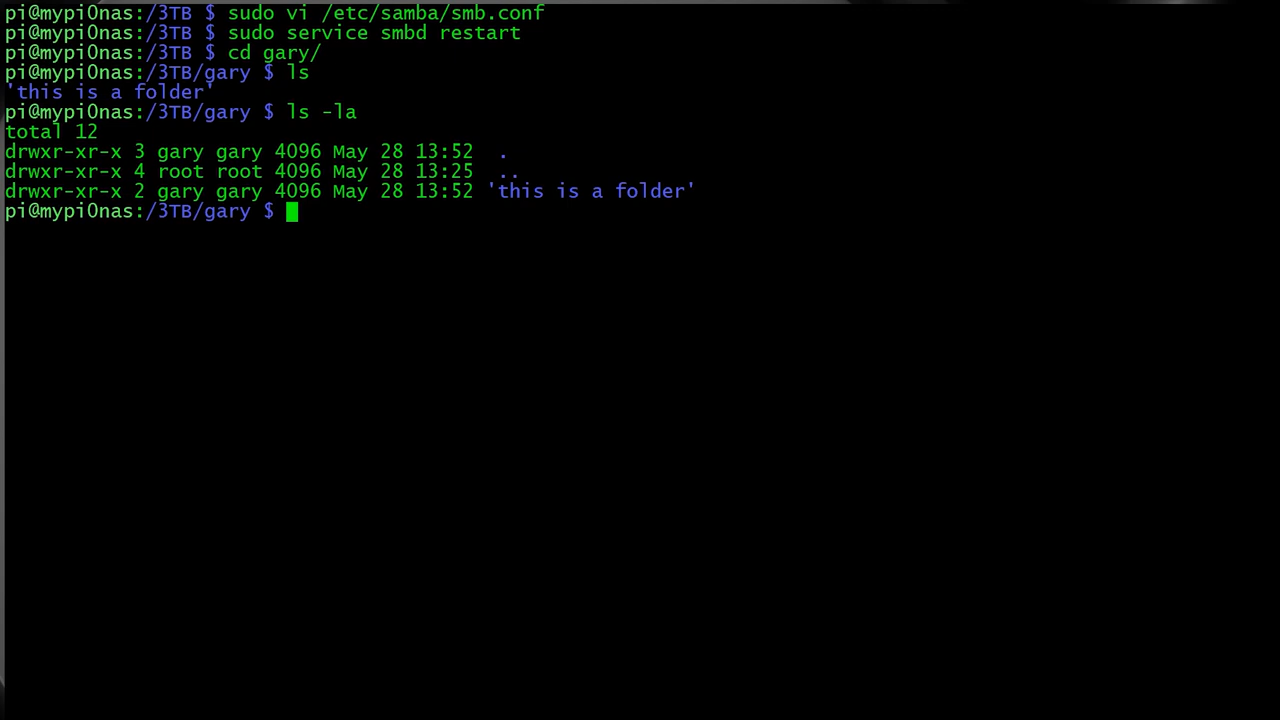 pi@mypi0nas:/3TB $ sudo vi /etc/samba/smb.conf
pi@mypi0nas:/3TB $ sudo service smbd restart
pi@mypi0nas:/3TB $ cd gary/
pi@mypi0nas:/3TB/gary $ ls
'this is a folder'
pi@mypi0nas:/3TB/gary $ ls -la
total 12
drwxr-xr-x 3 gary gary 4096 May 28 13:52  .
drwxr-xr-x 4 root root 4096 May 28 13:25  ..
drwxr-xr-x 2 gary gary 4096 May 28 13:52 'this is a folder'
pi@mypi0nas:/3TB/gary $